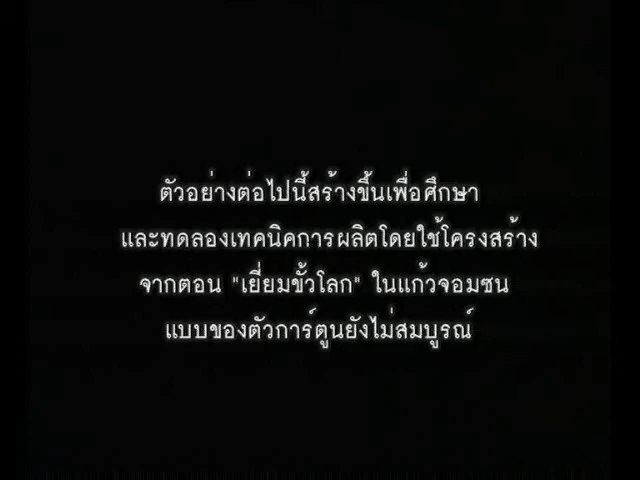 ตัวอย่างต่อไปนี้สร้างขึ้นเพื่อศึกษา
และทดลองเทคนิคการผลิตโดยใช้โครงสร้าง
จากตอน "เยี่ยมขั้วโลก" ในแก้วจอมซน
แบบของตัวการ์ตูนยังไม่สมบูรณ์